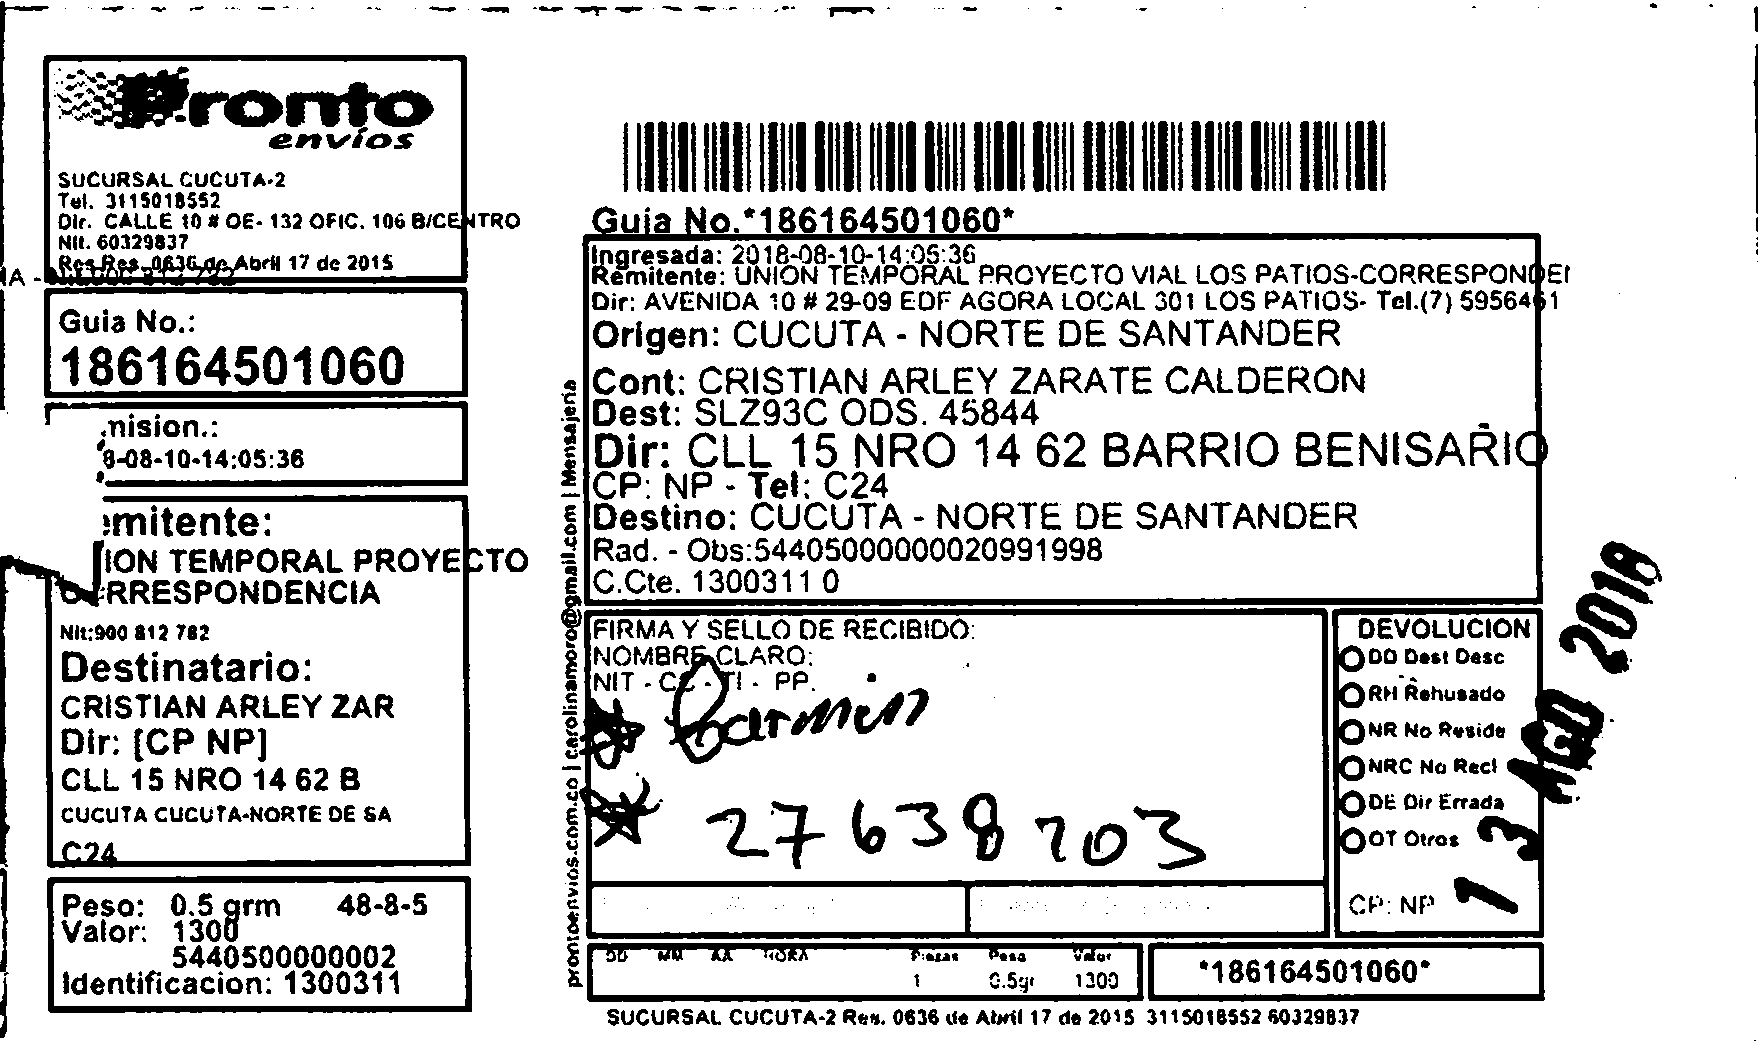 Pronto
envíos
SUCURSAL CUCUTA-2
Tel. 3115018552
Dir. CALLE 10 # OE- 132 OFIC. 106 B/CENTRO
Nit. 60329837
Res Res. 0636 de Abril 17 de 2015
Guia No.:
186164501060
mision.:
8-08-10-14:05:36
mitente:
ION TEMPORAL PROYECTO
RRESPONDENCIA
Nit:900 812 782
Destinatario:
CRISTIAN ARLEY ZAR
Dir: [CP NP]
CLL 15 NRO 14 62 B
CUCUTA CUCUTA-NORTE DE SA
C24
Peso: 0.5 grm 48-8-5
Valor: 1300
5440500000002
Identificacion: 1300311
prontoenvios.com.co | carolinamoro@gmail.com | Mensajeria
Guia No.*186164501060*
Ingresada: 2018-08-10-14:05:36
Remitente: UNION TEMPORAL PROYECTO VIAL LOS PATIOS-CORRESPONDEI
Dir: AVENIDA 10 # 29-09 EDF AGORA LOCAL 301 LOS PATIOS- Tel.(7) 5956461
Origen: CUCUTA - NORTE DE SANTANDER
Cont: CRISTIAN ARLEY ZARATE CALDERON
Dest: SLZ93C ODS. 45844
Dir: CLL 15 NRO 14 62 BARRIO BENISARIO
CP: NP - Tel: C24
Destino: CUCUTA - NORTE DE SANTANDER
Rad. - Obs:54405000000020991998
C.Cte. 1300311 0
FIRMA Y SELLO DE RECIBIDO:
NOMBRE CLARO:
NIT - CC - TI - PP.
Carmen
27638703
DEVOLUCION
DD Dest Desc
RH Rehusado
NR No Reside
NRC No Recl
DE Dir Errada
OT Otros
CP: NP
13 AGO 2018
DD MM AA HORA Piezas Peso Valor
1 0.5gr 1300
*186164501060*
SUCURSAL CUCUTA-2 Res. 0636 de Abril 17 de 2015 3115018552 60329837